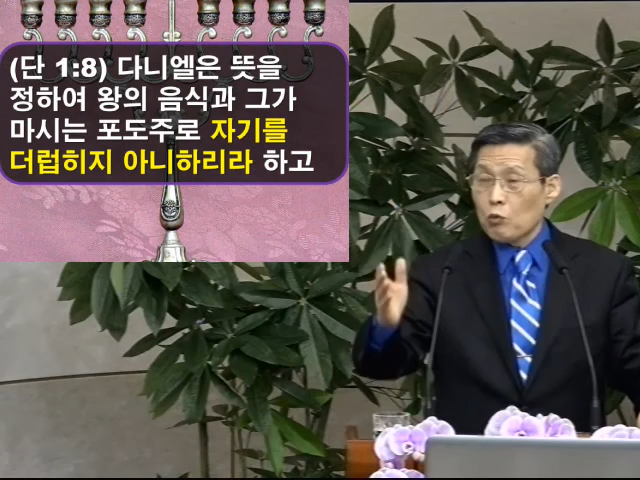 (단 1:8) 다니엘은 뜻을
정하여 왕의 음식과 그가
마시는 포도주로 자기를
더럽히지 아니하리라 하고